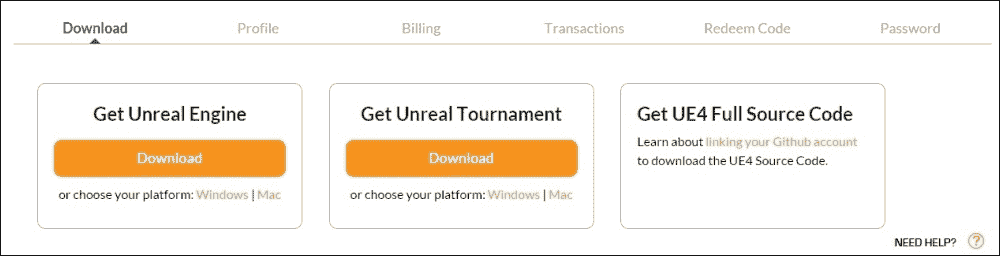 Download Profile Billing Transactions Redeem Code Password
Get Unreal Engine
Download
or choose your platform: Windows | Mac
Get Unreal Tournament
Download
or choose your platform: Windows | Mac
Get UE4 Full Source Code
Learn about linking your Github account
to download the UE4 Source Code.
NEED HELP? ?